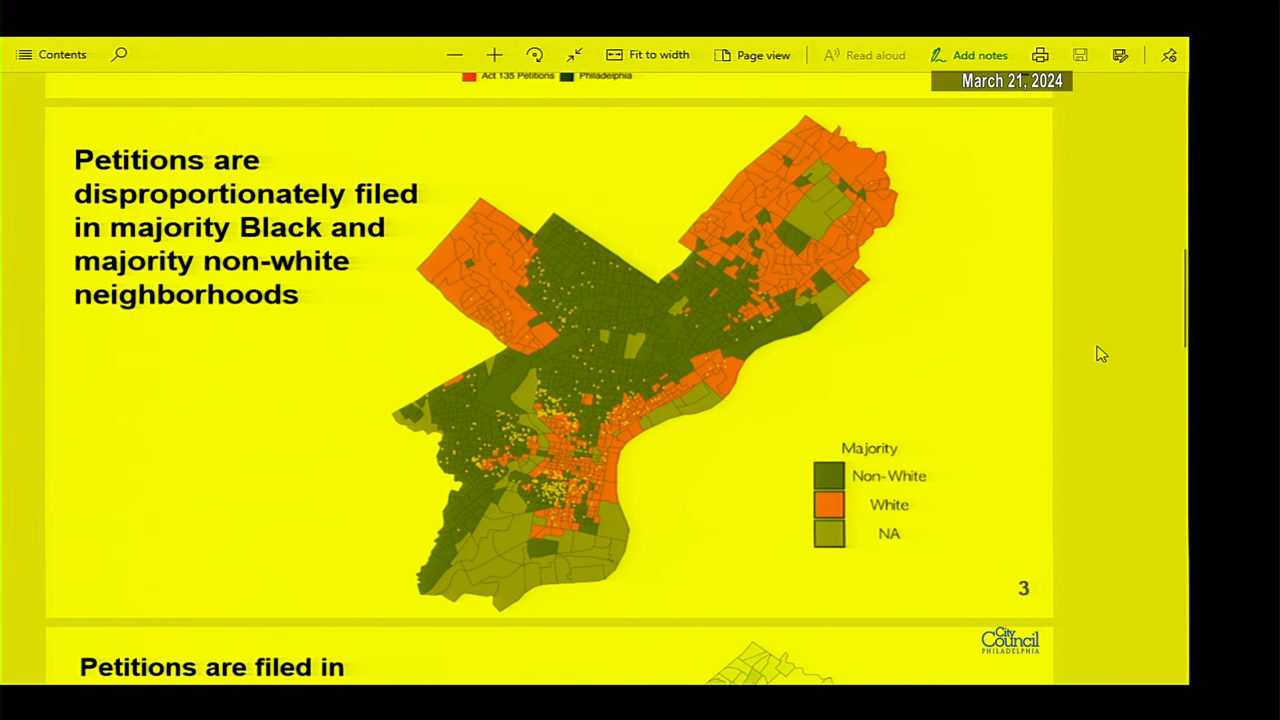 Contents
Fit to width
Page view
Read aloud
Add notes
Act 135 Petitions Philadelphia
March 21, 2024
Petitions are
disproportionately filed
in majority Black and
majority non-white
neighborhoods
Majority
Non-White
White
NA
3
City
Council
PHILADELPHIA
Petitions are filed in